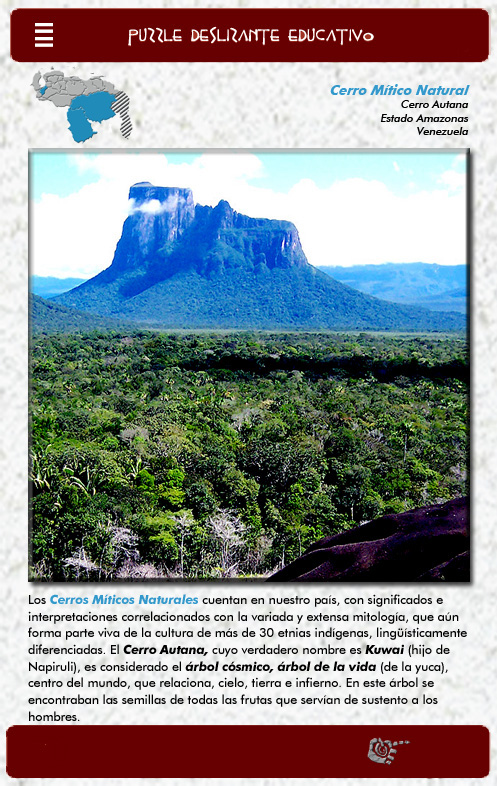 PUZZLE DESLIZANTE EDUCATIVO
Cerro Mítico Natural
Cerro Autana
Estado Amazonas
Venezuela
Los Cerros Míticos Naturales cuentan en nuestro país, con significados e
interpretaciones correlacionados con la variada y extensa mitología, que aún
forma parte viva de la cultura de más de 30 etnias indígenas, lingüísticamente
diferenciadas. El Cerro Autana, cuyo verdadero nombre es Kuwai (hijo de
Napiruli), es considerado el árbol cósmico, árbol de la vida (de la yuca),
centro del mundo, que relaciona, cielo, tierra e infierno. En este árbol se
encontraban las semillas de todas las frutas que servían de sustento a los
hombres.